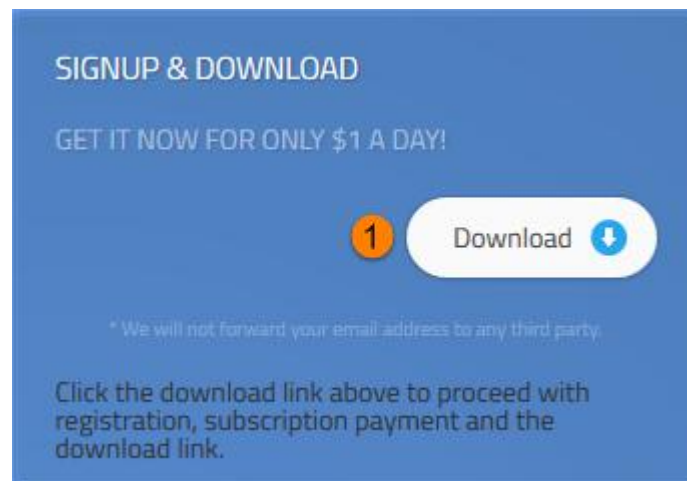 SIGNUP & DOWNLOAD
GET IT NOW FOR ONLY $1 A DAY!
1 Download
* We will not forward your email address to any third party.
Click the download link above to proceed with
registration, subscription payment and the
download link.